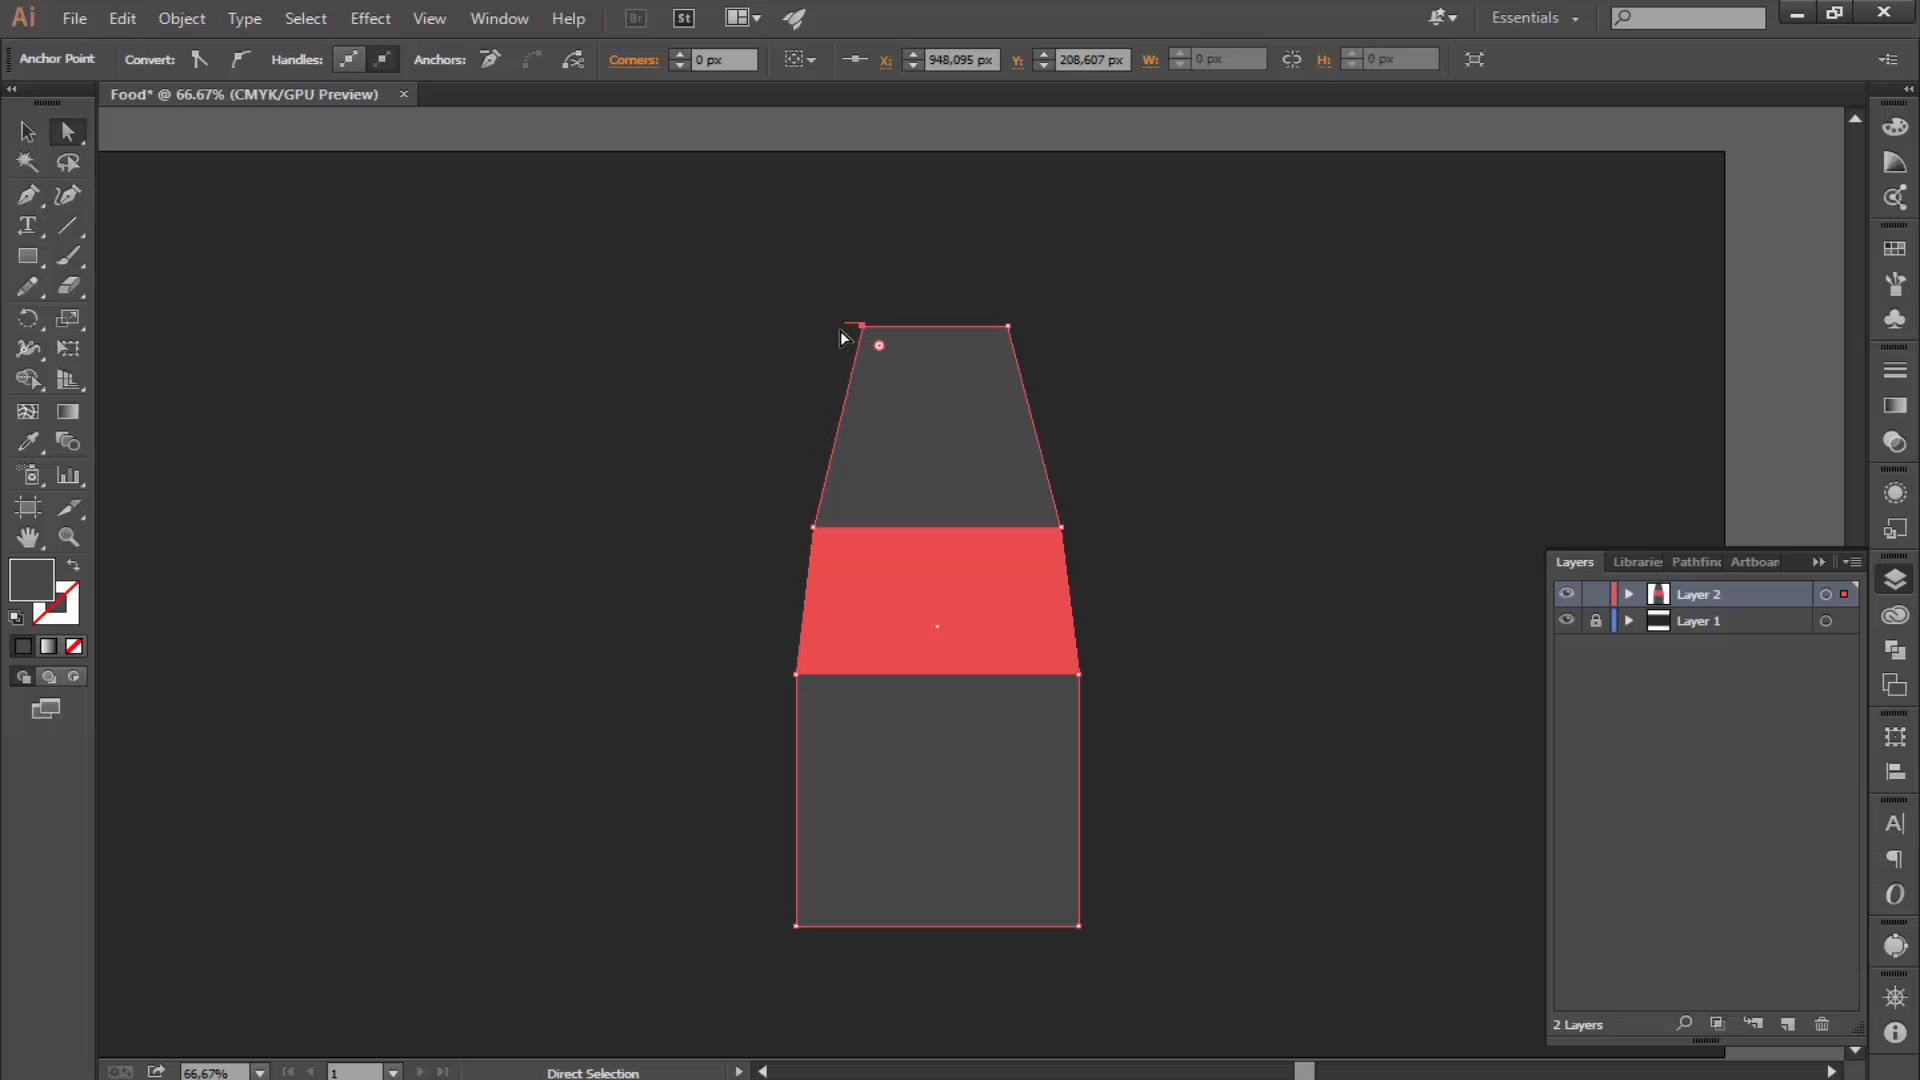 Ai File Edit Object Type Select Effect View Window Help Br St Essentials
Anchor Point Convert: Handles: Anchors: Corners: 0 px X: 948,095 px Y: 208,607 px W: 0 px H: 0 px
Food* @ 66.67% (CMYK/GPU Preview)
Layers Librarie Pathfind Artboar
Layer 2
Layer 1
2 Layers
66,67% 1 Direct Selection